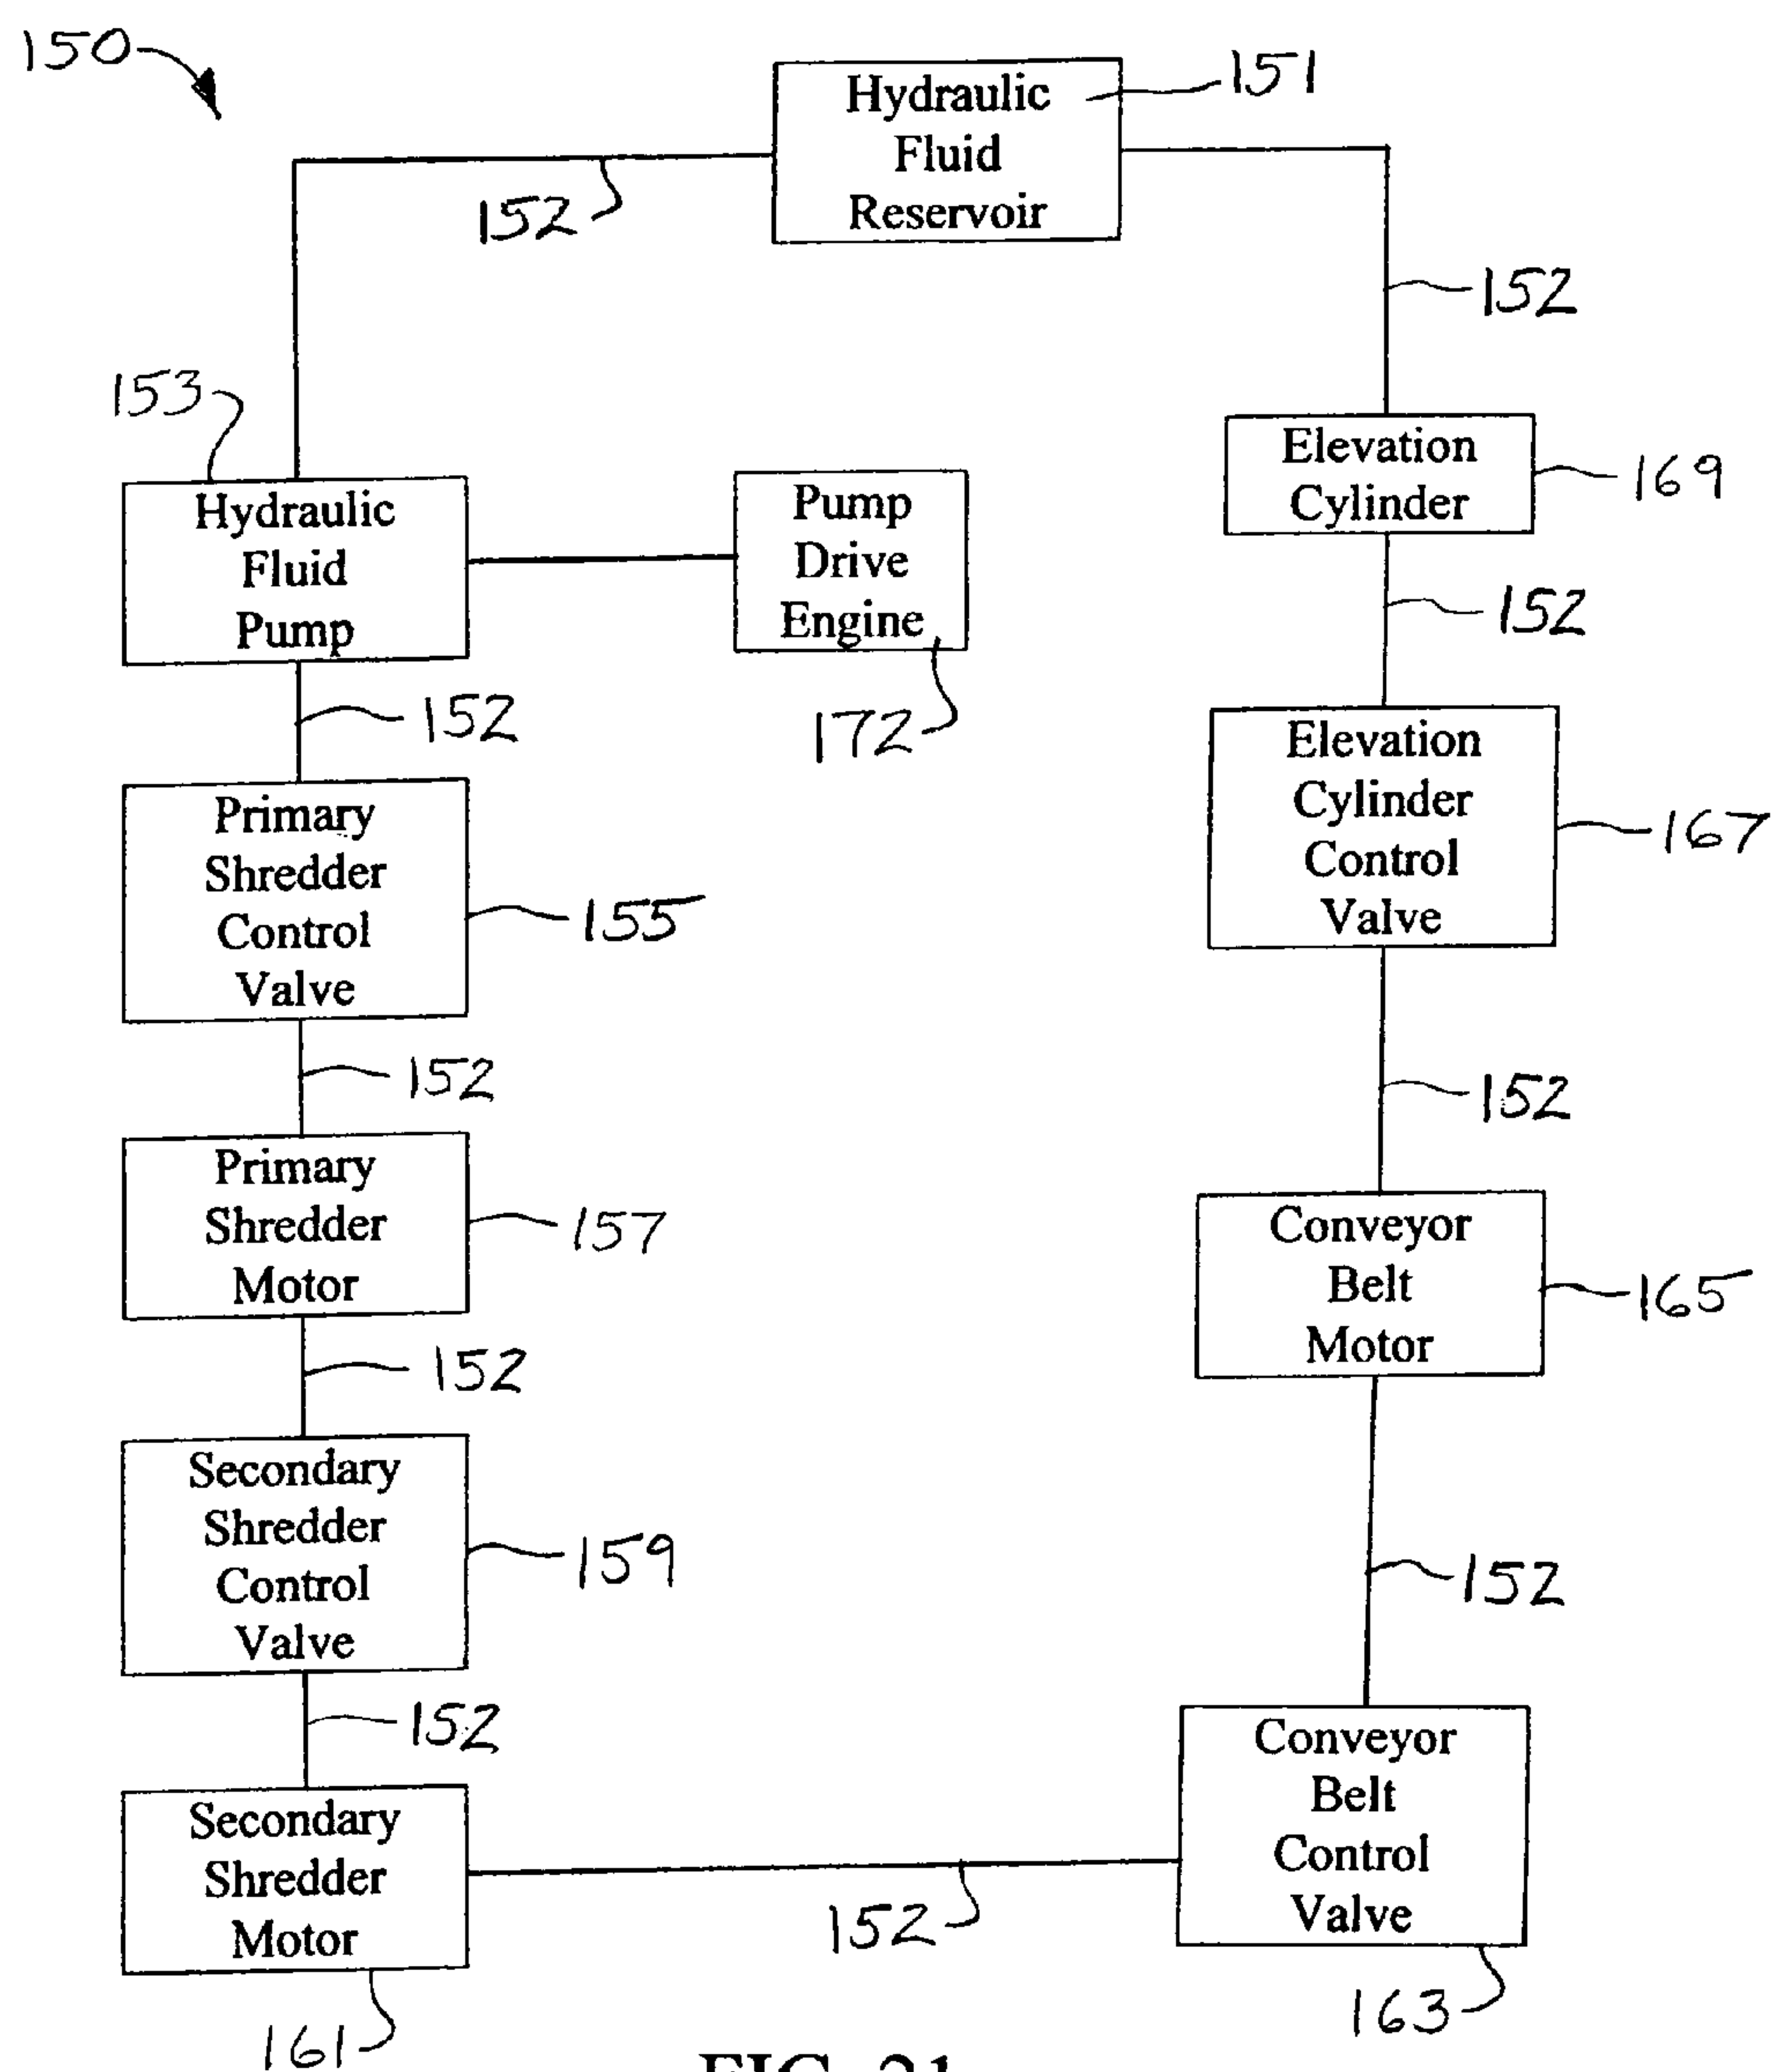 150
Hydraulic
Fluid
Reservoir
151
152
152
153
Hydraulic
Fluid
Pump
Pump
Drive
Engine
172
Elevation
Cylinder
169
152
152
Primary
Shredder
Control
Valve
155
Elevation
Cylinder
Control
Valve
167
152
152
Primary
Shredder
Motor
157
Conveyor
Belt
Motor
165
152
Secondary
Shredder
Control
Valve
159
152
152
Secondary
Shredder
Motor
161
152
Conveyor
Belt
Control
Valve
163
FIG. 21